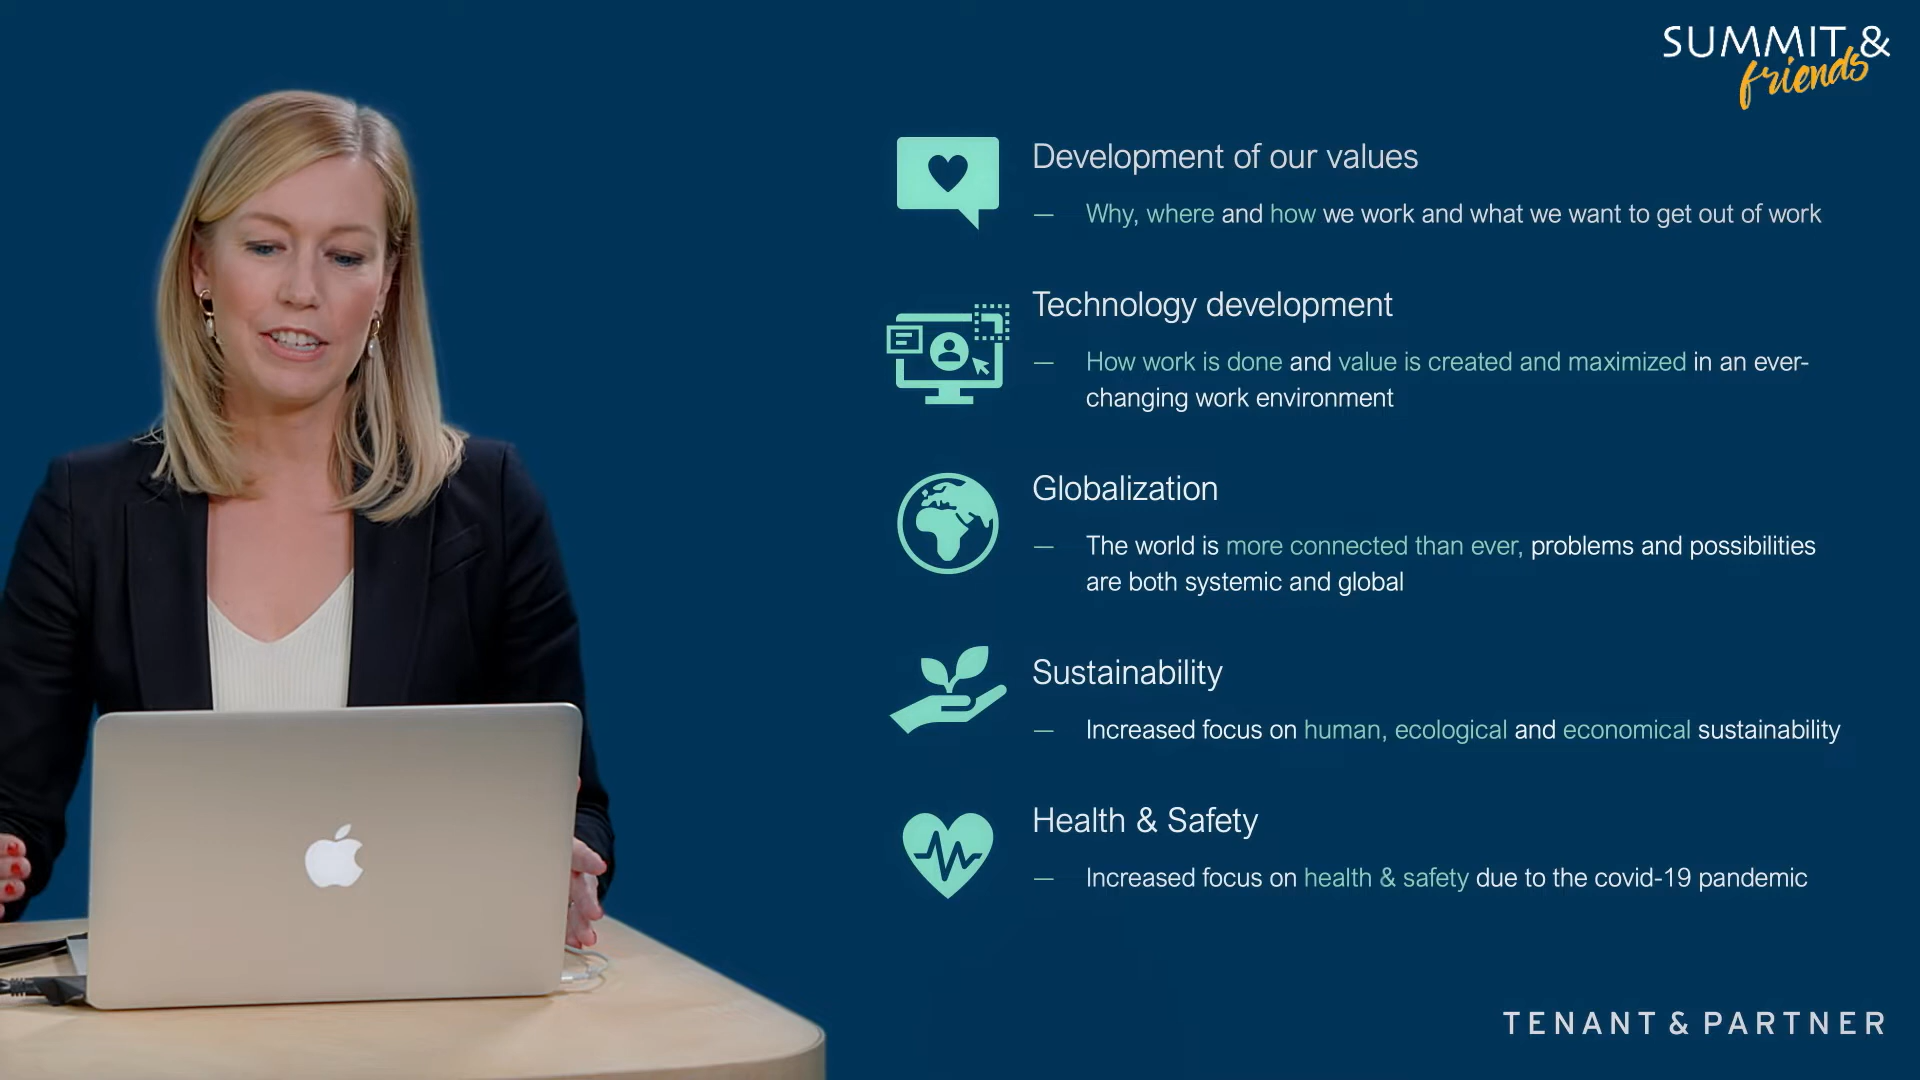 SUMMIT &
friends
Development of our values
— Why, where and how we work and what we want to get out of work
Technology development
— How work is done and value is created and maximized in an ever-
changing work environment
Globalization
— The world is more connected than ever, problems and possibilities
are both systemic and global
Sustainability
— Increased focus on human, ecological and economical sustainability
Health & Safety
— Increased focus on health & safety due to the covid-19 pandemic
TENANT & PARTNER